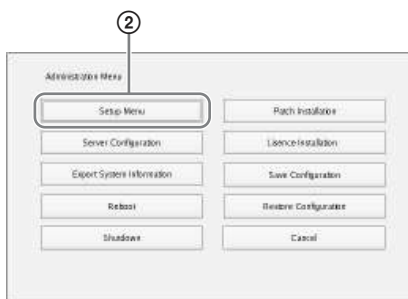 2
Administration Menu
Setup Menu
Patch Installation
Server Configuration
Lisence Installation
Export System Information
Save Configuration
Reboot
Restore Configuration
Shutdown
Cancel